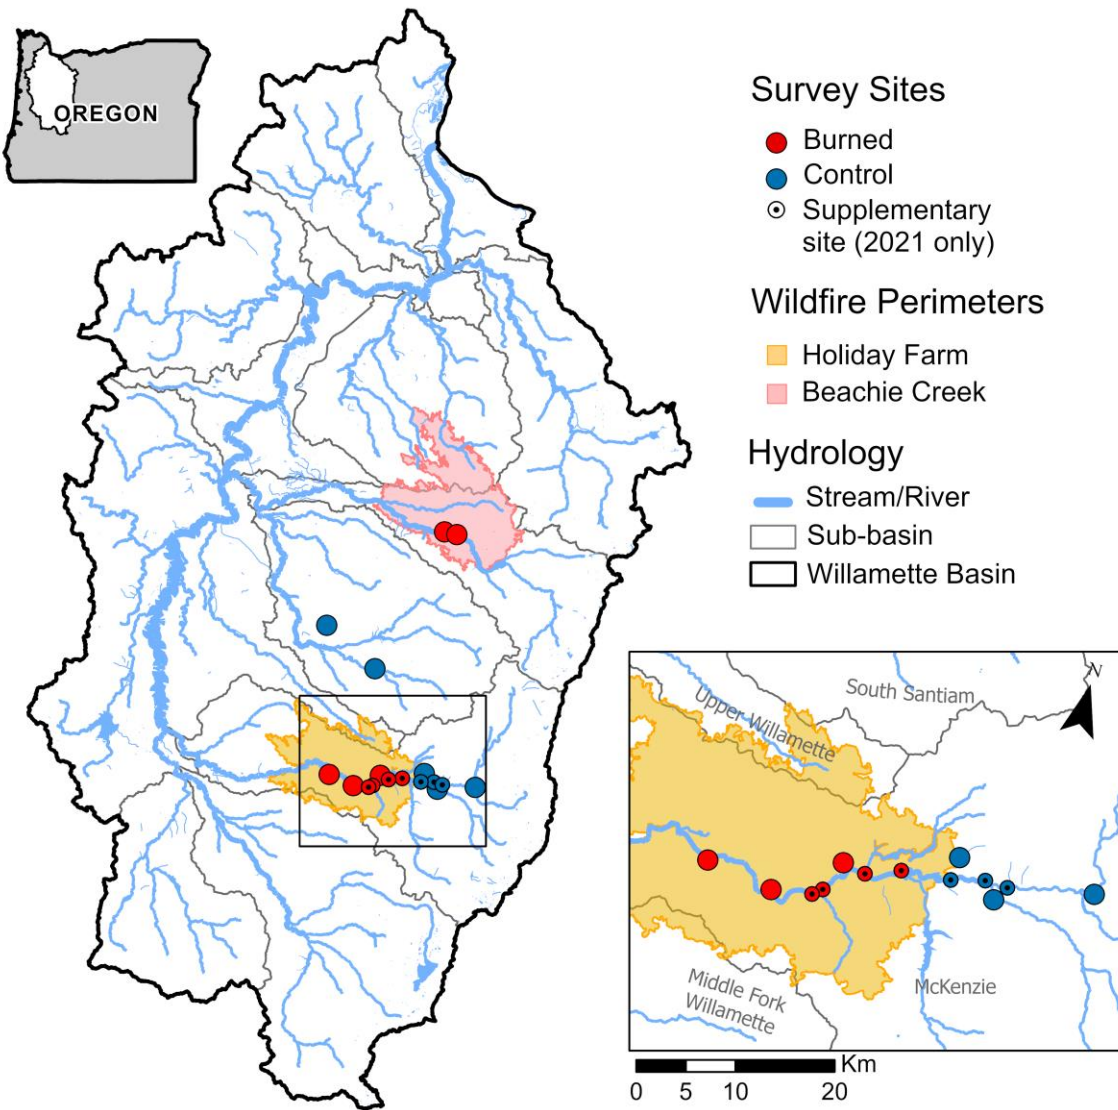 OREGON
Survey Sites
Burned
Control
Supplementary
site (2021 only)
Wildfire Perimeters
Holiday Farm
Beachie Creek
Hydrology
Stream/River
Sub-basin
Willamette Basin
N
South Santiam
Upper Willamette
McKenzie
Middle Fork
Willamette
Km
0 5 10 20